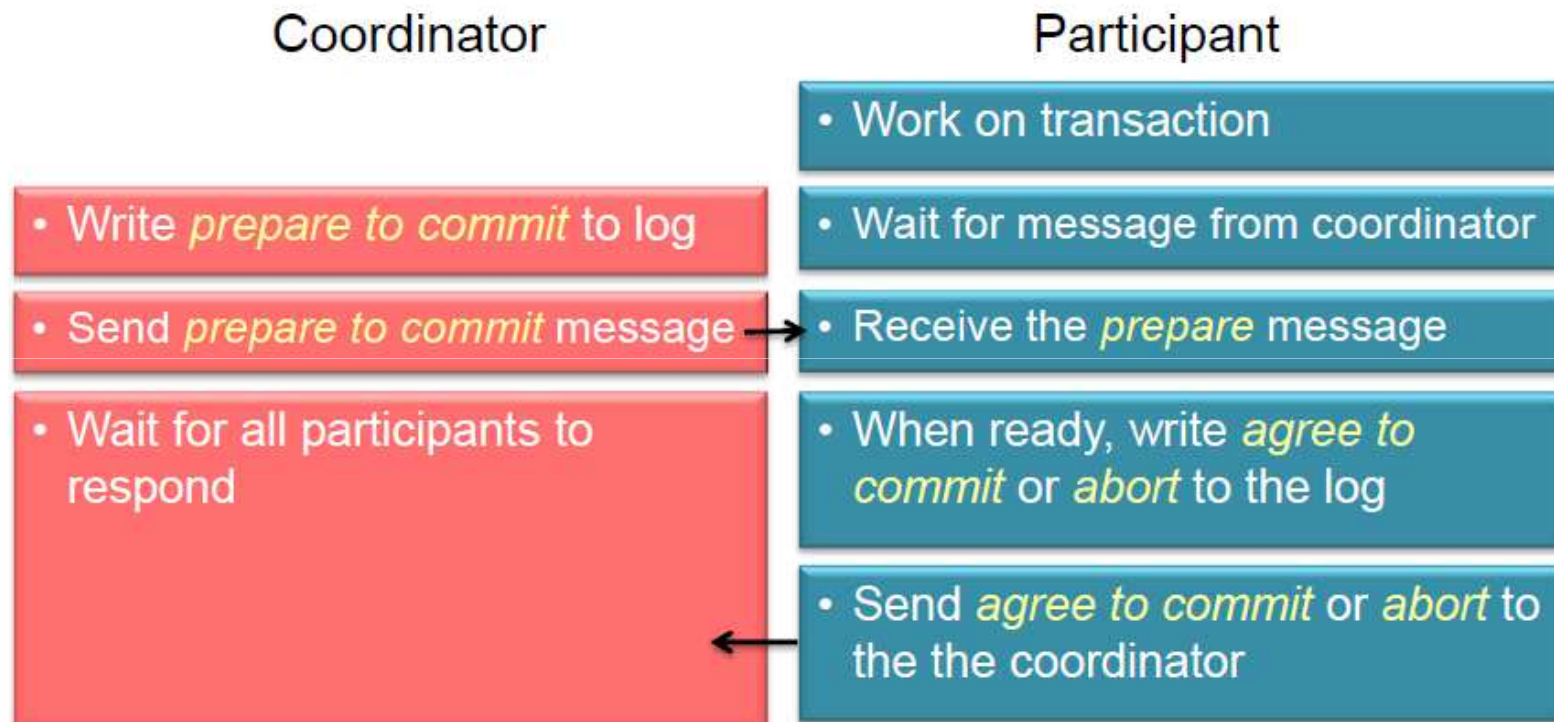 Coordinator
Participant
• Work on transaction
• Write prepare to commit to log
• Wait for message from coordinator
• Send prepare to commit message
• Receive the prepare message
• Wait for all participants to
respond
• When ready, write agree to
commit or abort to the log
• Send agree to commit or abort to
the the coordinator